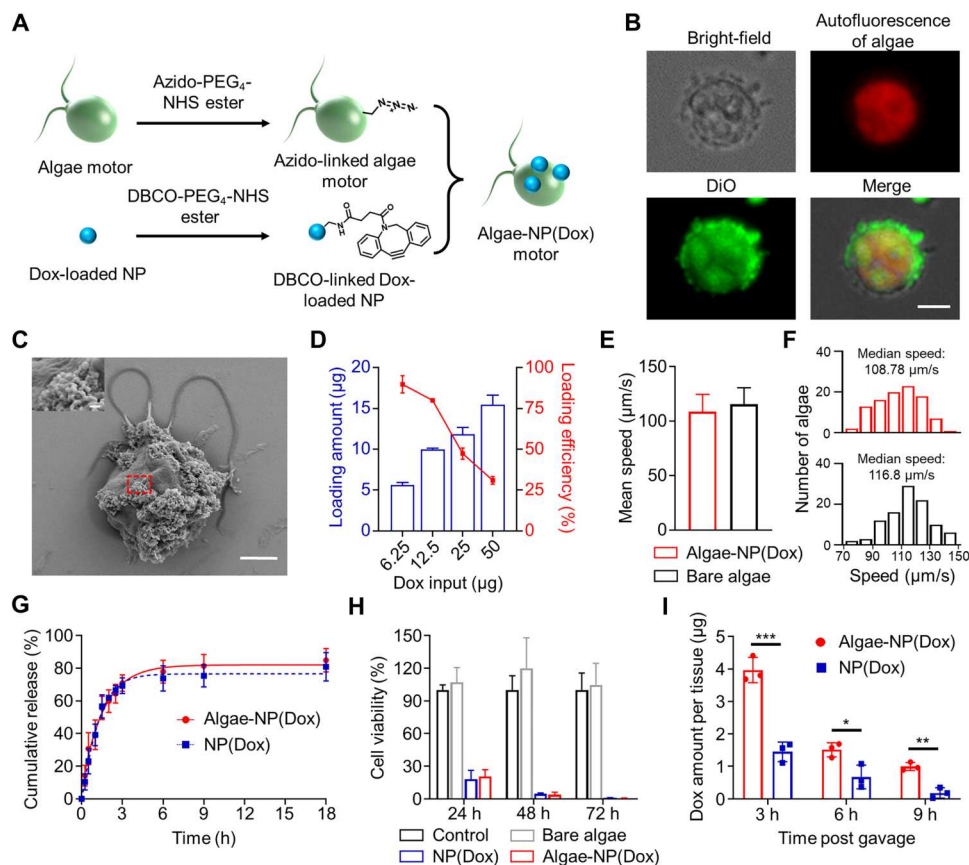 A
Azido-PEG4-
NHS ester
Algae motor
Azido-linked algae
motor
DBCO-PEG4-NHS
ester
Dox-loaded NP
DBCO-linked Dox-
loaded NP
Algae-NP(Dox)
motor
N=N=N
+
-
O
O
N
N
H
B
Bright-field
Autofluorescence
of algae
DiO
Merge
C
D
Loading amount (µg)
20
15
10
5
0
Loading efficiency
(%)
100
75
50
25
0
6.25
12.5
25
50
Dox input (µg)
E
Mean speed (µm/s)
150
100
50
0
Algae-NP(Dox)
Bare algae
F
Number of algae
40
20
0
Median speed:
108.78 µm/s
40
20
0
Median speed:
116.8 µm/s
70
90
110
130
150
Speed (µm/s)
G
Cumulative release (%)
100
80
60
40
20
0
Algae-NP(Dox)
NP(Dox)
0
3
6
9
12
15
18
Time (h)
H
Cell viability (%)
150
120
90
60
30
0
24 h
48 h
72 h
Control
Bare algae
NP(Dox)
Algae-NP(Dox)
I
Dox amount per tissue (µg)
5
4
3
2
1
0
***
*
**
Algae-NP(Dox)
NP(Dox)
3 h
6 h
9 h
Time post gavage